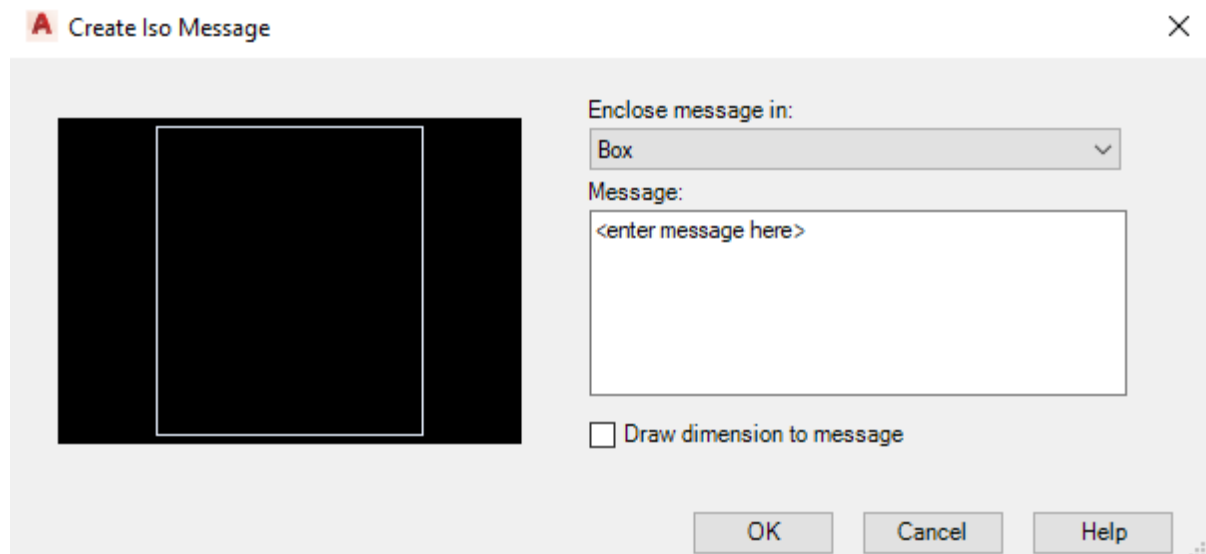 Create Iso Message
Enclose message in:
Box
Message:
<enter message here>
Draw dimension to message
OK Cancel Help